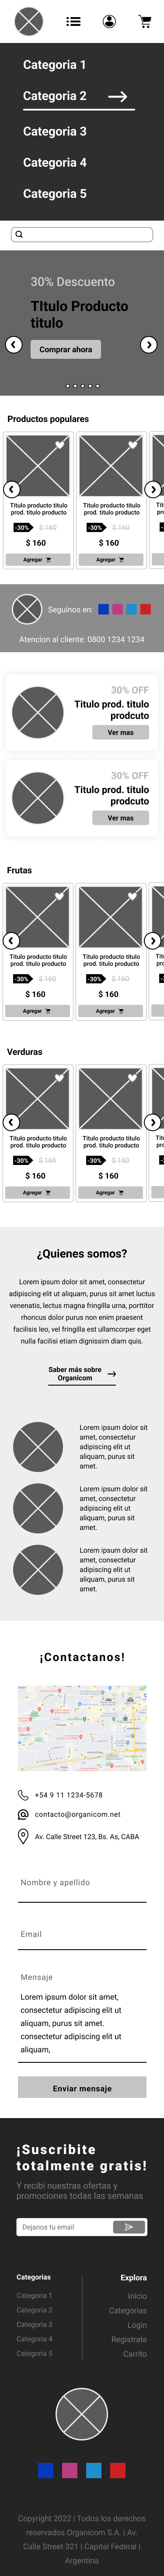 Categoria 1
Categoria 2
Categoria 3
Categoria 4
Categoria 5
30% Descuento
TItulo Producto
titulo
Comprar ahora
Productos populares
Titulo producto titulo
prod. titulo producto
-30% $ 160
$ 160
Agregar
Titulo producto titulo
prod. titulo producto
-30% $ 160
$ 160
Agregar
Seguinos en:
Atencion al cliente: 0800 1234 1234
30% OFF
Titulo prod. titulo
prodcuto
Ver mas
30% OFF
Titulo prod. titulo
prodcuto
Ver mas
Frutas
Titulo producto titulo
prod. titulo producto
-30% $ 160
$ 160
Agregar
Titulo producto titulo
prod. titulo producto
-30% $ 160
$ 160
Agregar
Verduras
Titulo producto titulo
prod. titulo producto
-30% $ 160
$ 160
Agregar
Titulo producto titulo
prod. titulo producto
-30% $ 160
$ 160
Agregar
¿Quienes somos?
Lorem ipsum dolor sit amet, consectetur
adipiscing elit ut aliquam, purus sit amet luctus
venenatis, lectus magna fringilla urna, porttitor
rhoncus dolor purus non enim praesent
facilisis leo, vel fringilla est ullamcorper eget
nulla facilisi etiam dignissim diam quis.
Saber más sobre
Organicom
Lorem ipsum dolor sit
amet, consectetur
adipiscing elit ut
aliquam, purus sit
amet.
Lorem ipsum dolor sit
amet, consectetur
adipiscing elit ut
aliquam, purus sit
amet.
Lorem ipsum dolor sit
amet, consectetur
adipiscing elit ut
aliquam, purus sit
amet.
¡Contactanos!
+54 9 11 1234-5678
contacto@organicom.net
Av. Calle Street 123, Bs. As, CABA
Nombre y apellido
Email
Mensaje
Lorem ipsum dolor sit amet,
consectetur adipiscing elit ut
aliquam, purus sit amet.
consectetur adipiscing elit ut
aliquam,
Enviar mensaje
¡Suscribite
totalmente gratis!
Y recibi nuestras ofertas y
promociones todas las semanas
Dejanos tu email
Categorias
Categoria 1
Categoria 2
Categoria 3
Categoria 4
Categoria 5
Explora
Inicio
Categorias
Login
Registrate
Carrito
Copyright 2022 | Todos los derechos
reservados Organicom S.A. | Av.
Calle Street 321 | Capital Federal |
Argentina